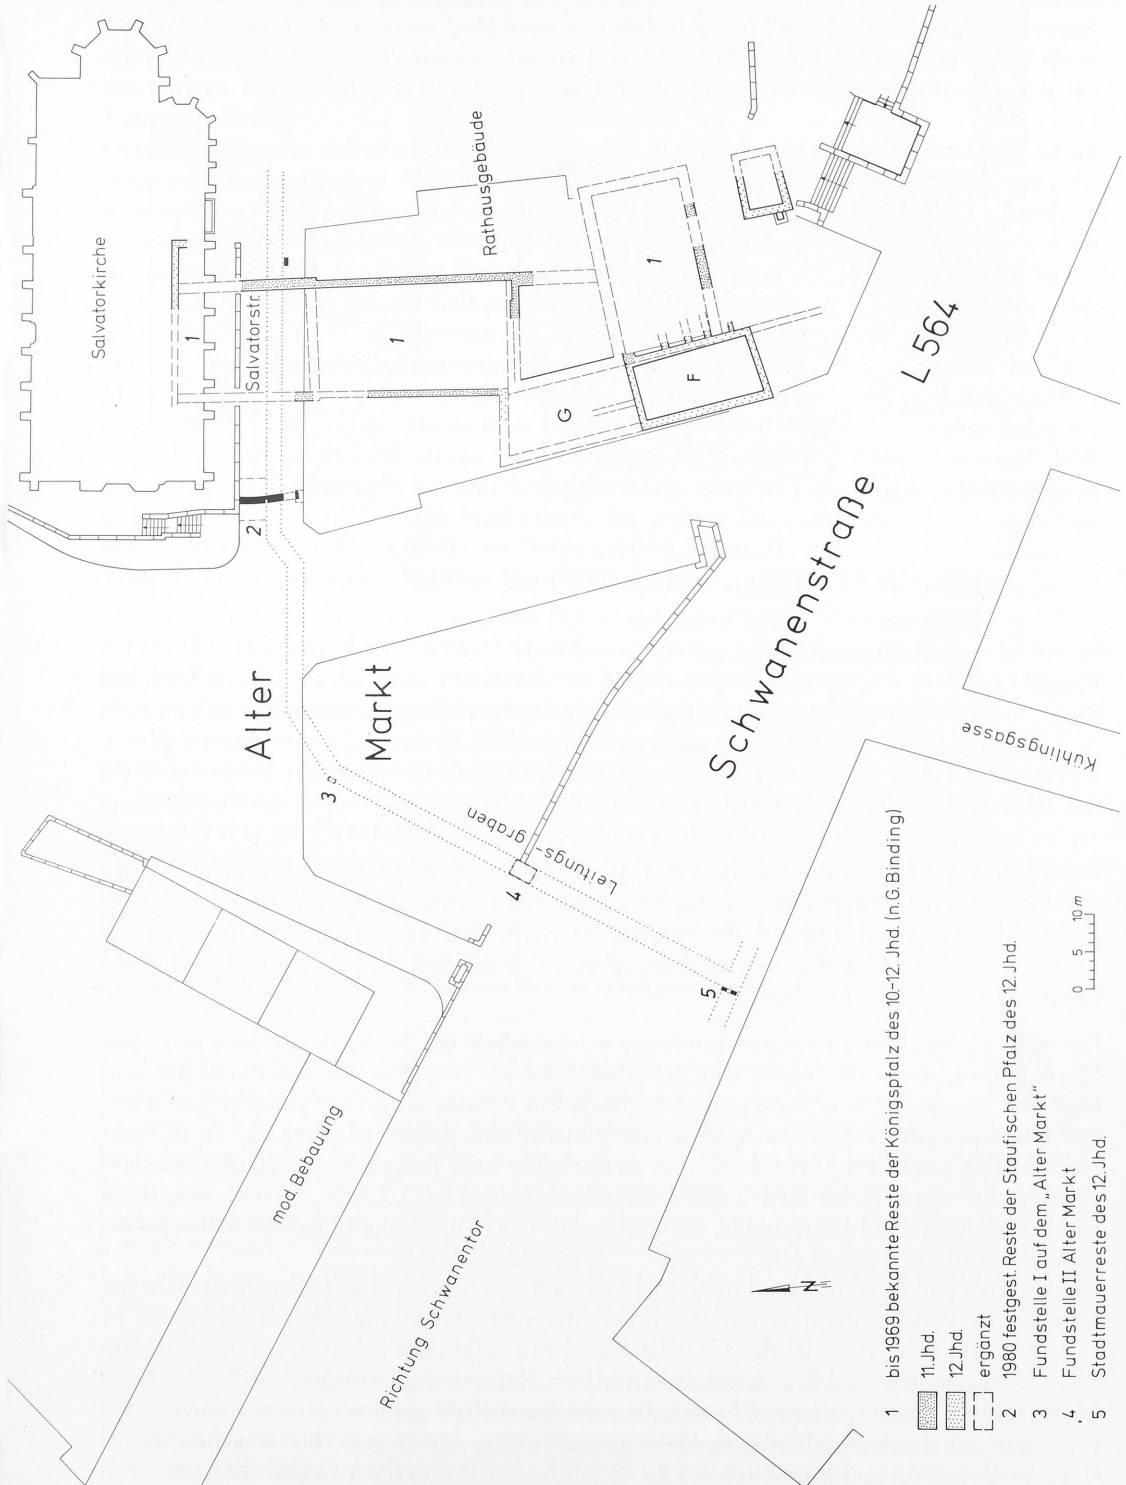 Salvatorkirche
Salvatorstr.
Rathausgebäude
1
1
1
G
F
2
L 564
Schwanenstraße
Alter
Markt
Kühlingsgasse
3
4
Leitungs-
graben
5
mod. Bebauung
Richtung Schwanentor
N
0 5 10 m
1 bis 1969 bekannte Reste der Königspfalz des 10.-12. Jhd. (n. G. Binding)
11. Jhd.
12. Jhd.
ergänzt
2 1980 festgest. Reste der Staufischen Pfalz des 12. Jhd.
3 Fundstelle I auf dem „Alter Markt"
4 Fundstelle II Alter Markt
5 Stadtmauerreste des 12. Jhd.